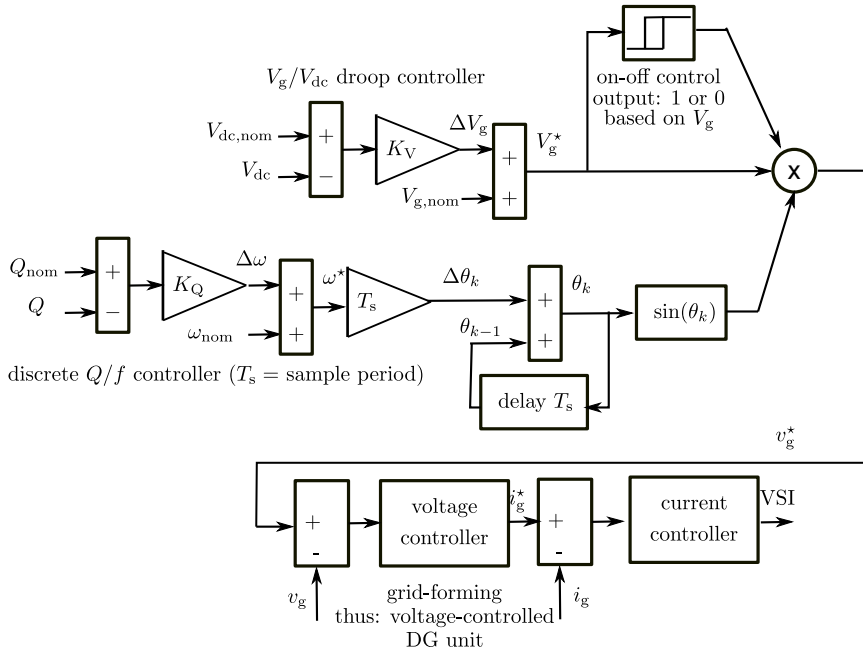 V_g/V_dc droop controller
on-off control
output: 1 or 0
based on V_g
V_dc,nom
+
V_dc
−
K_V
ΔV_g
+
V_g,nom
+
V_g^⋆
X
Q_nom
+
Q
−
K_Q
Δω
+
ω_nom
+
ω^⋆
T_s
Δθ_k
+
θ_k−1
+
θ_k
sin(θ_k)
delay T_s
discrete Q/f controller (T_s = sample period)
v_g^⋆
+
-
v_g
voltage
controller
i_g^⋆
+
-
i_g
current
controller
VSI
grid-forming
thus: voltage-controlled
DG unit